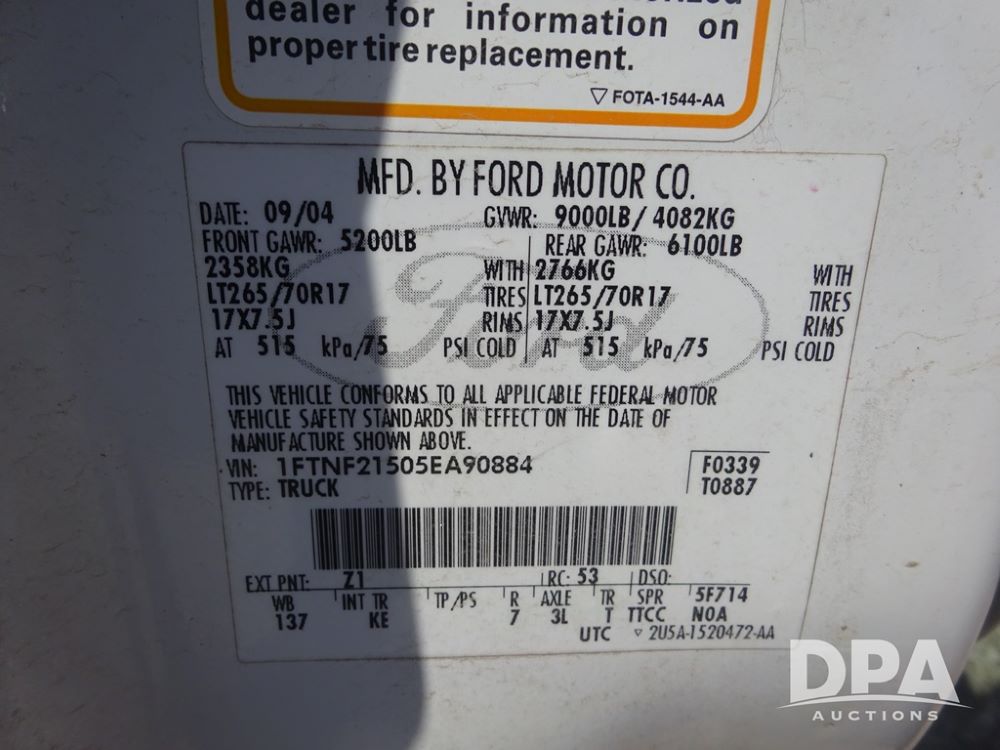 dealer for information on
proper tire replacement.
▽ FOTA-1544-AA
MFD. BY FORD MOTOR CO.
DATE: 09/04 GVWR: 9000LB/ 4082KG
FRONT GAWR: 5200LB REAR GAWR: 6100LB
2358KG WITH 2766KG WITH
LT265/70R17 TIRES LT265/70R17 TIRES
17X7.5J RIMS 17X7.5J RIMS
AT 515 kPa/75 PSI COLD AT 515 kPa/75 PSI COLD
Ford
THIS VEHICLE CONFORMS TO ALL APPLICABLE FEDERAL MOTOR
VEHICLE SAFETY STANDARDS IN EFFECT ON THE DATE OF
MANUFACTURE SHOWN ABOVE.
VIN: 1FTNF21505EA90884 F0339
TYPE: TRUCK T0887
EXT PNT: Z1 RC: 53 DSO:
WB INT TR TP/PS R AXLE TR SPR 5F714
137 KE 7 3L T TTCC N0A
UTC ▽ 2U5A-1520472-AA
DPA
AUCTIONS